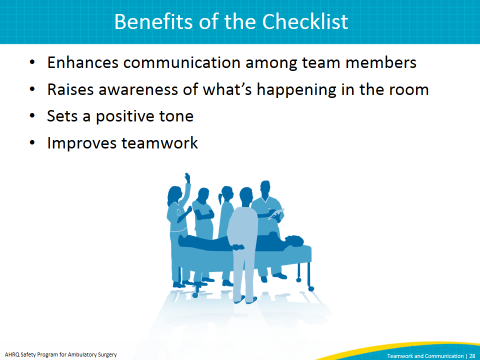 Benefits of the Checklist
• Enhances communication among team members
• Raises awareness of what’s happening in the room
• Sets a positive tone
• Improves teamwork
AHRQ Safety Program for Ambulatory Surgery
Teamwork and Communication | 28